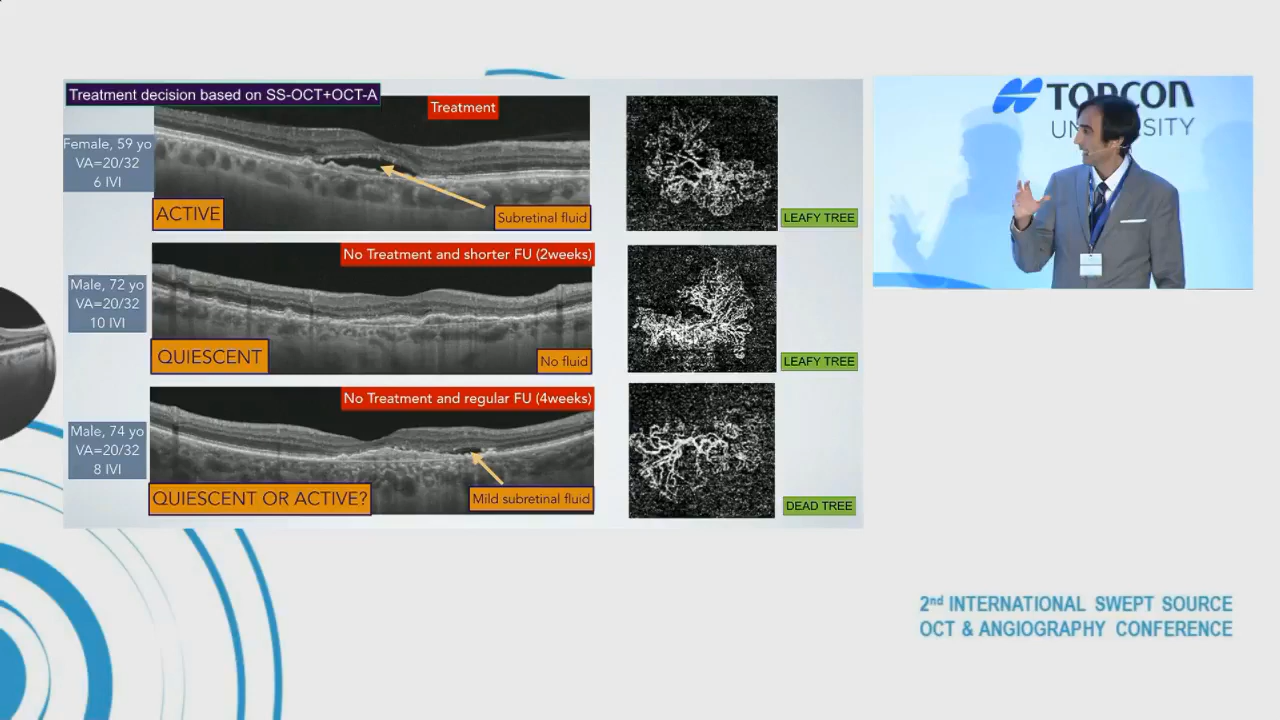 Treatment decision based on SS-OCT+OCT-A
Treatment
Female, 59 yo
VA=20/32
6 IVI
ACTIVE
Subretinal fluid
LEAFY TREE
No Treatment and shorter FU (2weeks)
Male, 72 yo
VA=20/32
10 IVI
QUIESCENT
No fluid
LEAFY TREE
No Treatment and regular FU (4weeks)
Male, 74 yo
VA=20/32
8 IVI
QUIESCENT OR ACTIVE?
Mild subretinal fluid
DEAD TREE
TOPCON
UN SITY
2nd INTERNATIONAL SWEPT SOURCE
OCT & ANGIOGRAPHY CONFERENCE